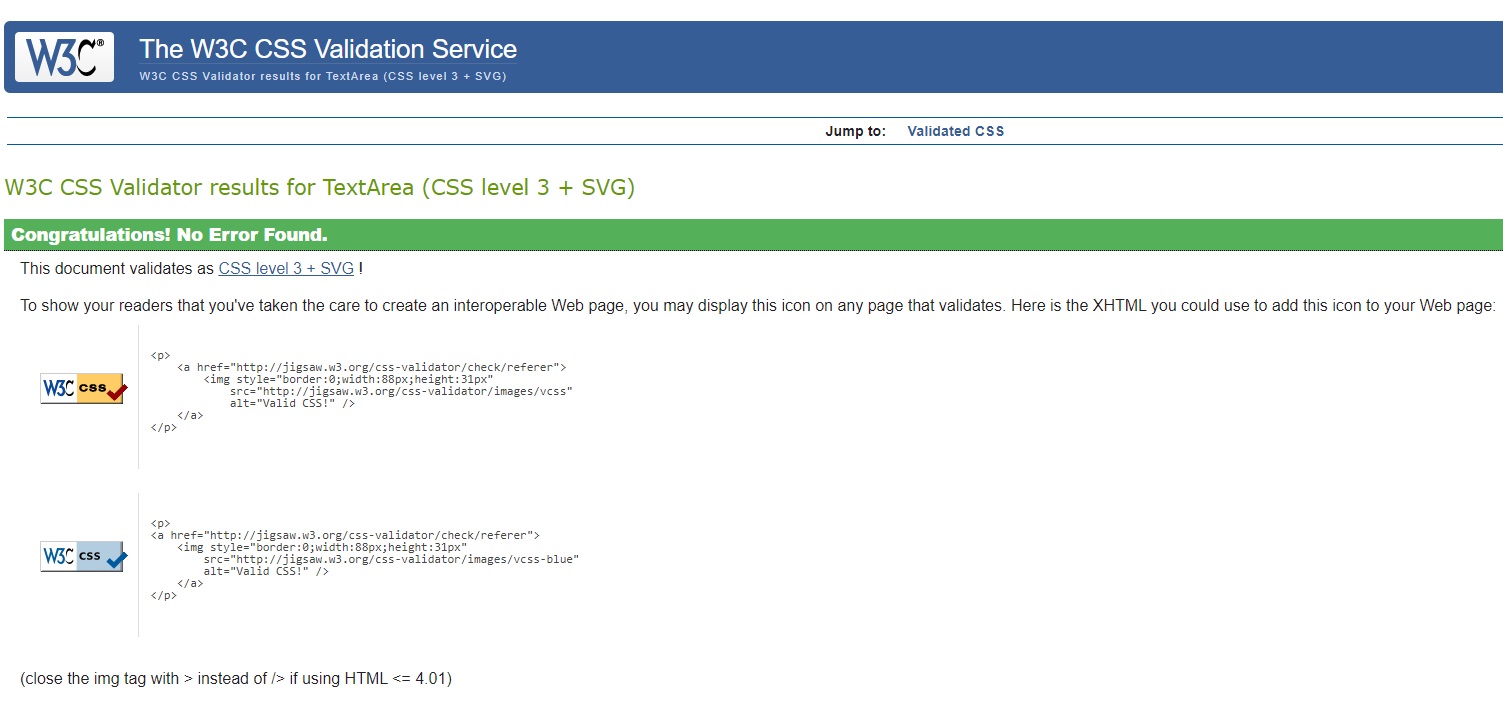 W3C®
The W3C CSS Validation Service
W3C CSS Validator results for TextArea (CSS level 3 + SVG)
Jump to: Validated CSS
W3C CSS Validator results for TextArea (CSS level 3 + SVG)
Congratulations! No Error Found.
This document validates as CSS level 3 + SVG !
To show your readers that you've taken the care to create an interoperable Web page, you may display this icon on any page that validates. Here is the XHTML you could use to add this icon to your Web page:
W3C css
<p>
    <a href="http://jigsaw.w3.org/css-validator/check/referer">
        <img style="border:0;width:88px;height:31px"
            src="http://jigsaw.w3.org/css-validator/images/vcss"
            alt="Valid CSS!" />
    </a>
</p>
W3C css
<p>
<a href="http://jigsaw.w3.org/css-validator/check/referer">
    <img style="border:0;width:88px;height:31px"
        src="http://jigsaw.w3.org/css-validator/images/vcss-blue"
        alt="Valid CSS!" />
    </a>
</p>
(close the img tag with > instead of /> if using HTML <= 4.01)